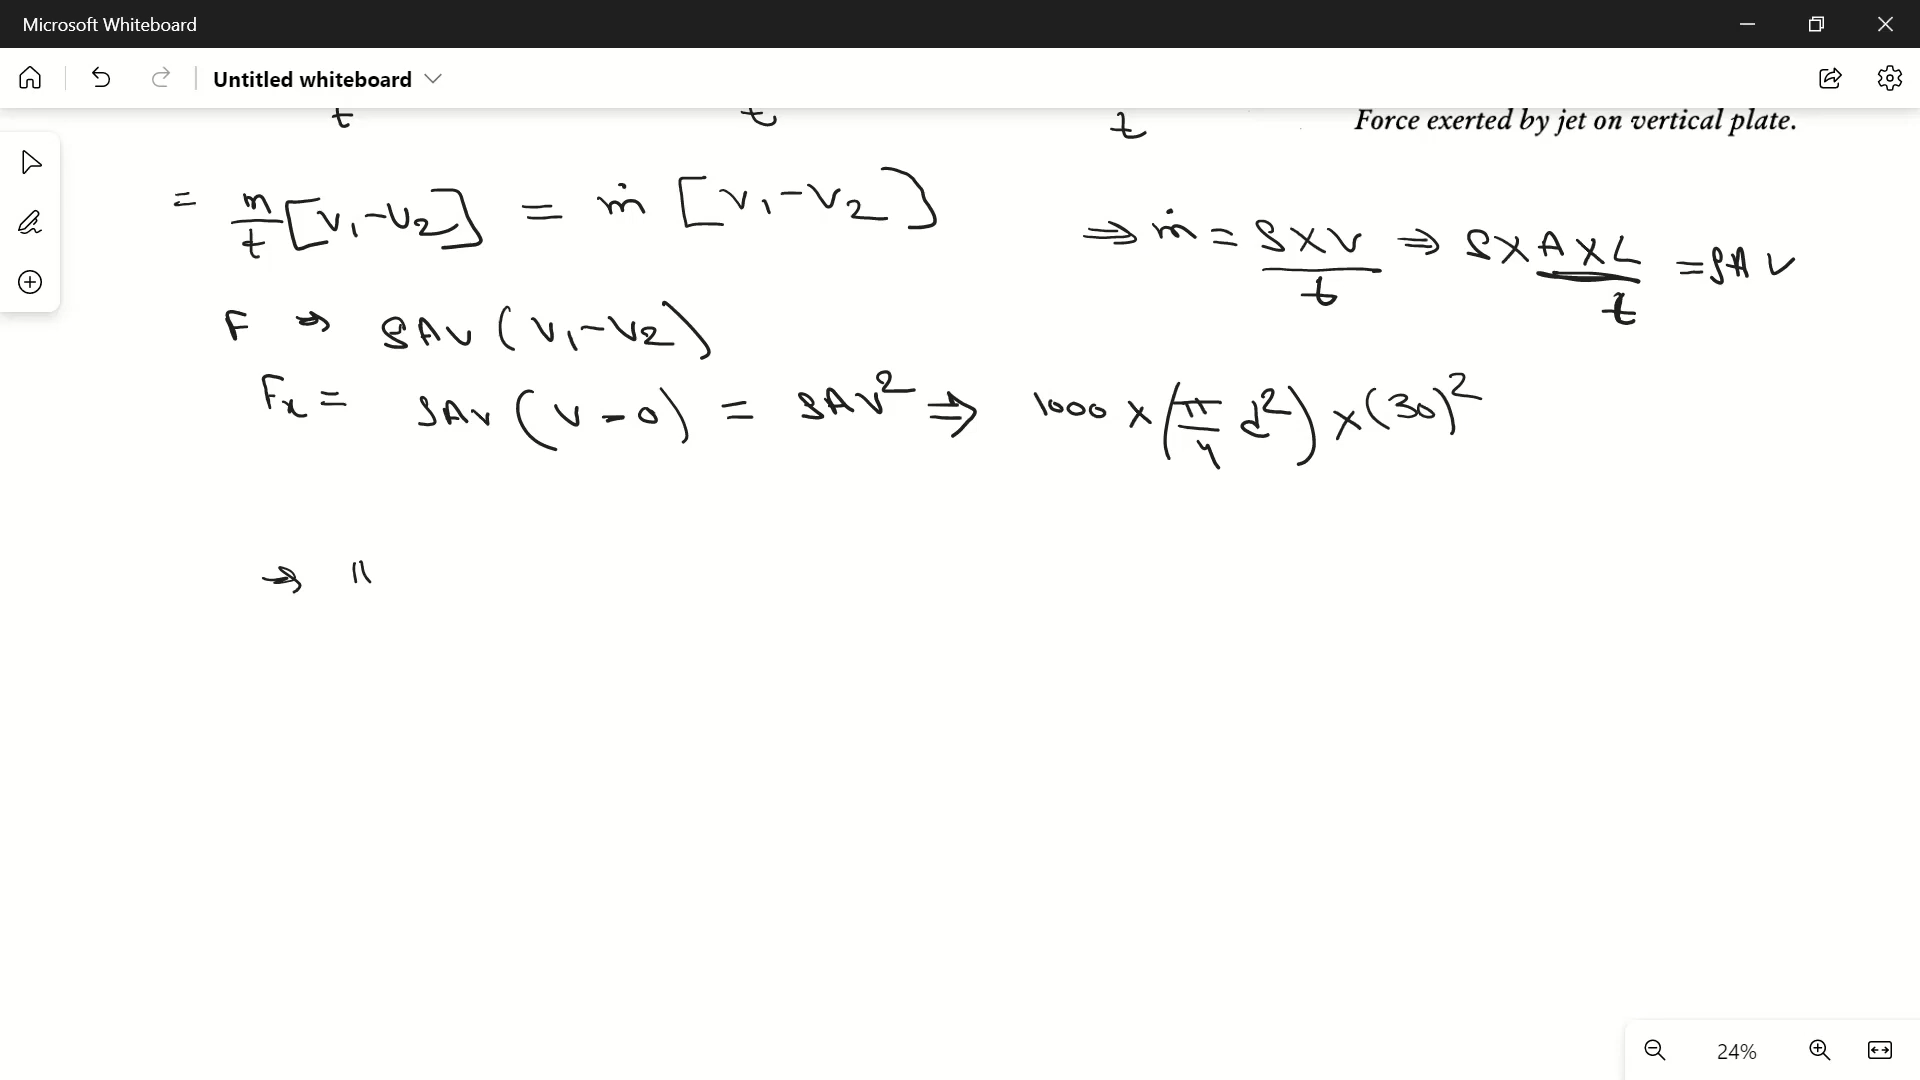 Microsoft Whiteboard
Untitled whiteboard
t t t
Force exerted by jet on vertical plate.
= m/t [V₁-V₂] = ṁ [V₁-V₂]
⇒ ṁ = ρ×V/t ⇒ ρ×A×L/t = ρAV
F → ρAV (V₁-V₂)
Fx = ρAV (V-0) = ρAV² ⇒ 1000 × (π/4 d²) × (30)²
→ 11
24%